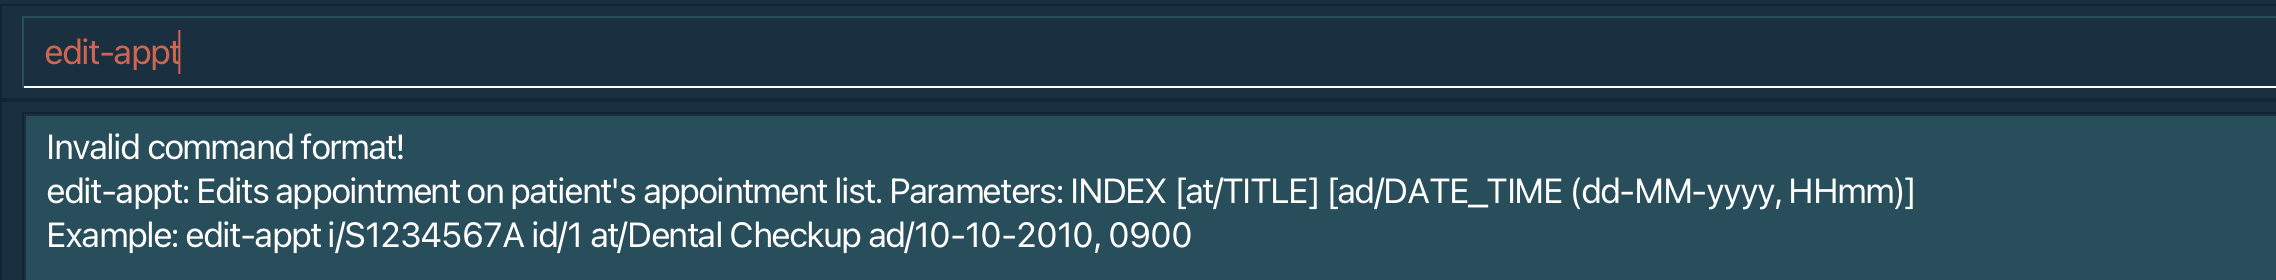 edit-appt
Invalid command format!
edit-appt: Edits appointment on patient's appointment list. Parameters: INDEX [at/TITLE] [ad/DATE_TIME (dd-MM-yyyy, HHmm)]
Example: edit-appt i/S1234567A id/1 at/Dental Checkup ad/10-10-2010, 0900